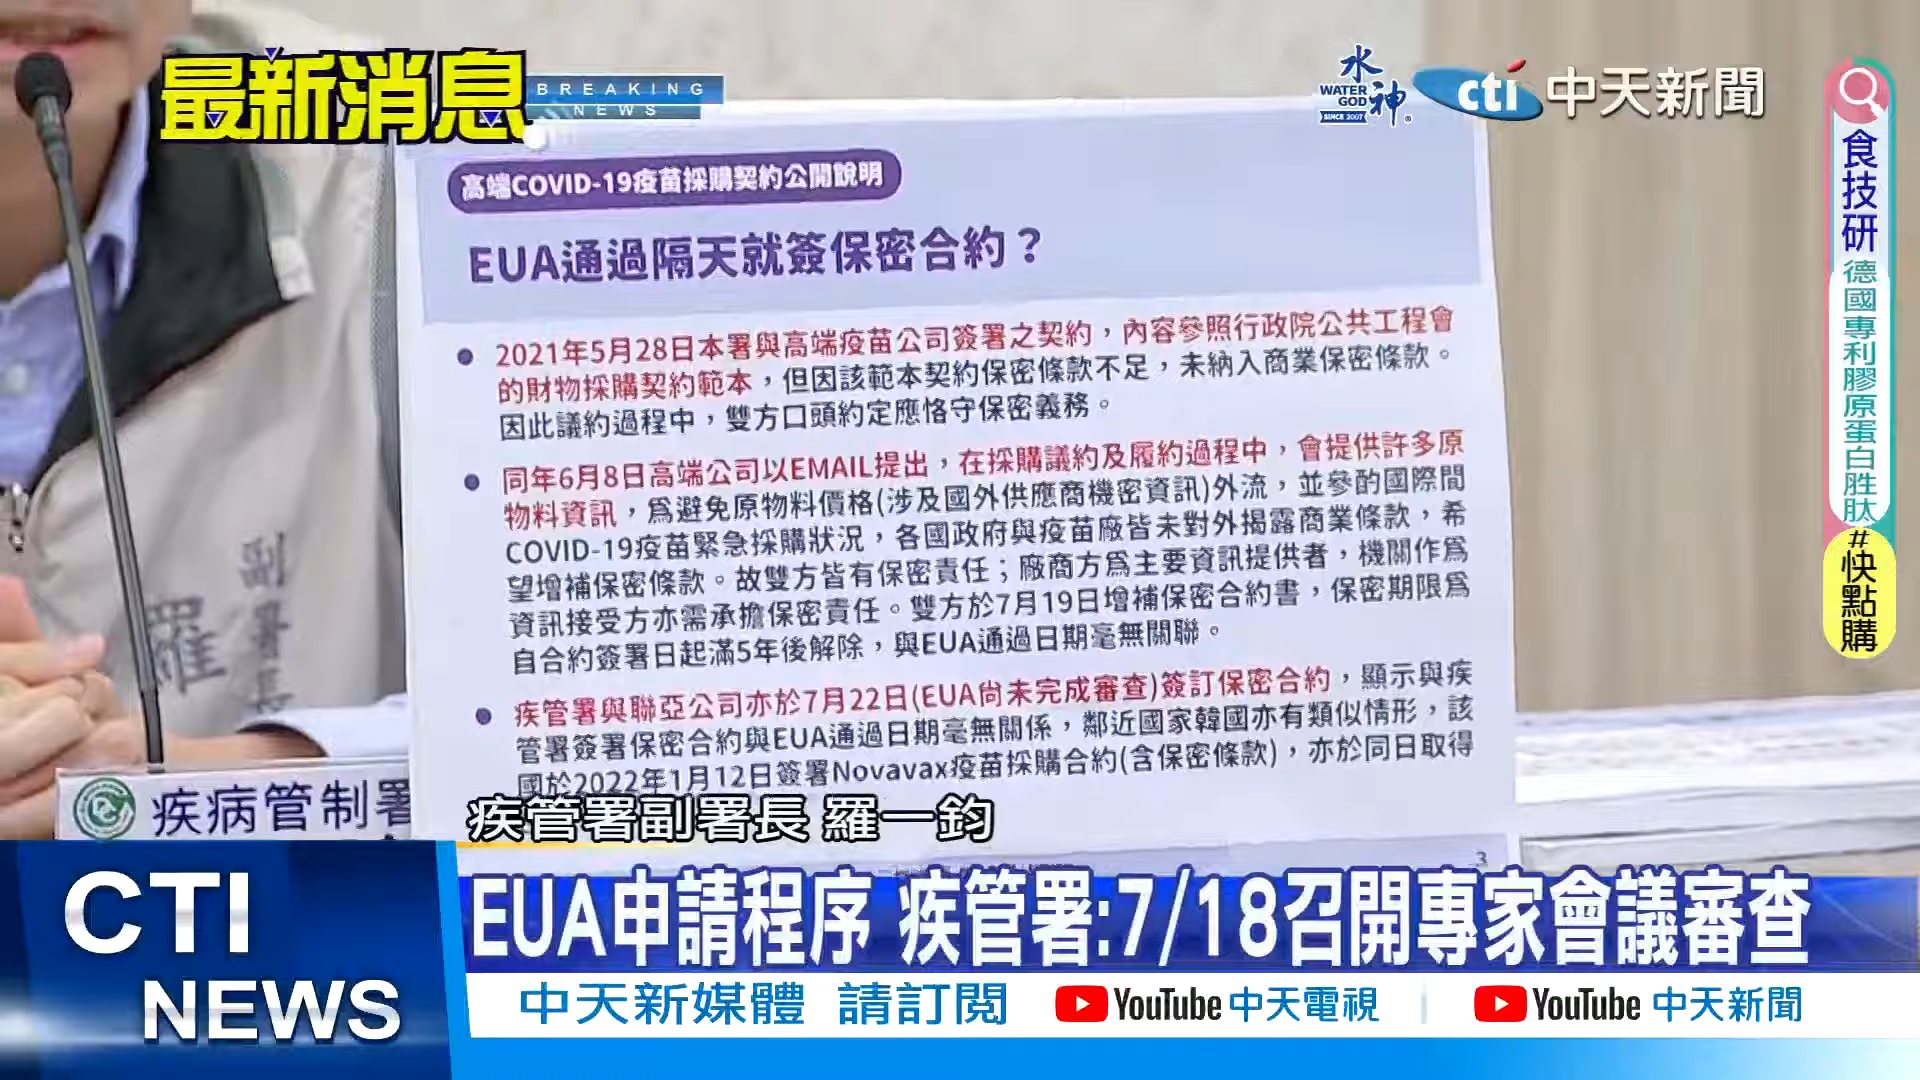 最新消息
BREAKING
NEWS
水神
WATER
GOD
SINCE 2007
cti 中天新聞
食技研
德國專利膠原蛋白胜肽
#快點購
高端COVID-19疫苗採購契約公開說明
EUA通過隔天就簽保密合約？
2021年5月28日本署與高端疫苗公司簽署之契約，內容參照行政院公共工程會
的財物採購契約範本，但因該範本契約保密條款不足，未納入商業保密條款。
因此議約過程中，雙方口頭約定應恪守保密義務。
同年6月8日高端公司以EMAIL提出，在採購議約及履約過程中，會提供許多原
物料資訊，為避免原物料價格(涉及國外供應商機密資訊)外流，並參酌國際間
COVID-19疫苗緊急採購狀況，各國政府與疫苗廠皆未對外揭露商業條款，希
望增補保密條款。故雙方皆有保密責任；廠商方為主要資訊提供者，機關作為
資訊接受方亦需承擔保密責任。雙方於7月19日增補保密合約書，保密期限為
自合約簽署日起滿5年後解除，與EUA通過日期毫無關聯。
疾管署與聯亞公司亦於7月22日(EUA尚未完成審查)簽訂保密合約，顯示與疾
管署簽署保密合約與EUA通過日期毫無關係，鄰近國家韓國亦有類似情形，該
國於2022年1月12日簽署Novavax疫苗採購合約(含保密條款)，亦於同日取得
3
副署長
羅
疾病管制署
疾管署副署長 羅一鈞
CTI
NEWS
EUA申請程序 疾管署:7/18召開專家會議審查
中天新媒體 請訂閱 YouTube 中天電視 YouTube 中天新聞